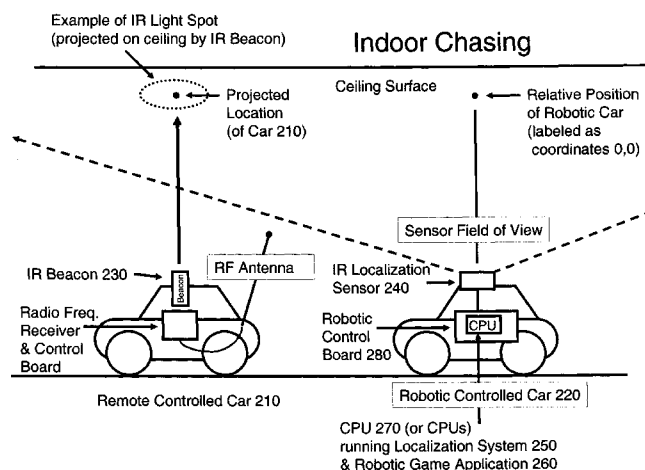 Example of IR Light Spot
(projected on ceiling by IR Beacon)
Indoor Chasing
Ceiling Surface
Projected
Location
(of Car 210)
Relative Position
of Robotic Car
(labeled as
coordinates 0,0)
Sensor Field of View
IR Beacon 230
Beacon
RF Antenna
IR Localization
Sensor 240
Radio Freq.
Receiver
& Control
Board
Robotic
Control
Board 280
CPU
Remote Controlled Car 210
Robotic Controlled Car 220
CPU 270 (or CPUs)
running Localization System 250
& Robotic Game Application 260